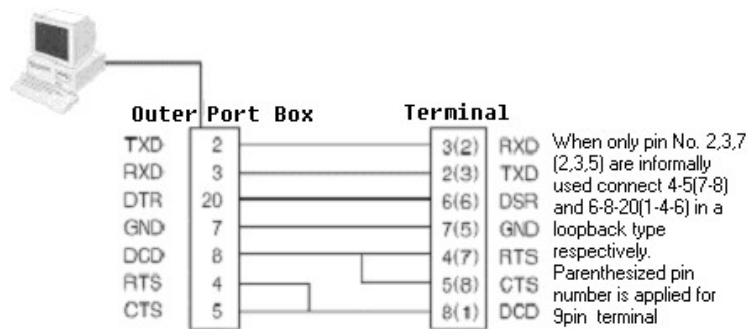 Outer Port Box
Terminal
TXD 2 3(2) RXD
RXD 3 2(3) TXD
DTR 20 6(6) DSR
GND 7 7(5) GND
DCD 8 4(7) RTS
RTS 4 5(8) CTS
CTS 5 8(1) DCD
When only pin No. 2,3,7
(2,3,5) are informally
used connect 4-5(7-8)
and 6-8-20(1-4-6) in a
loopback type
respectively.
Parenthesized pin
number is applied for
9pin terminal